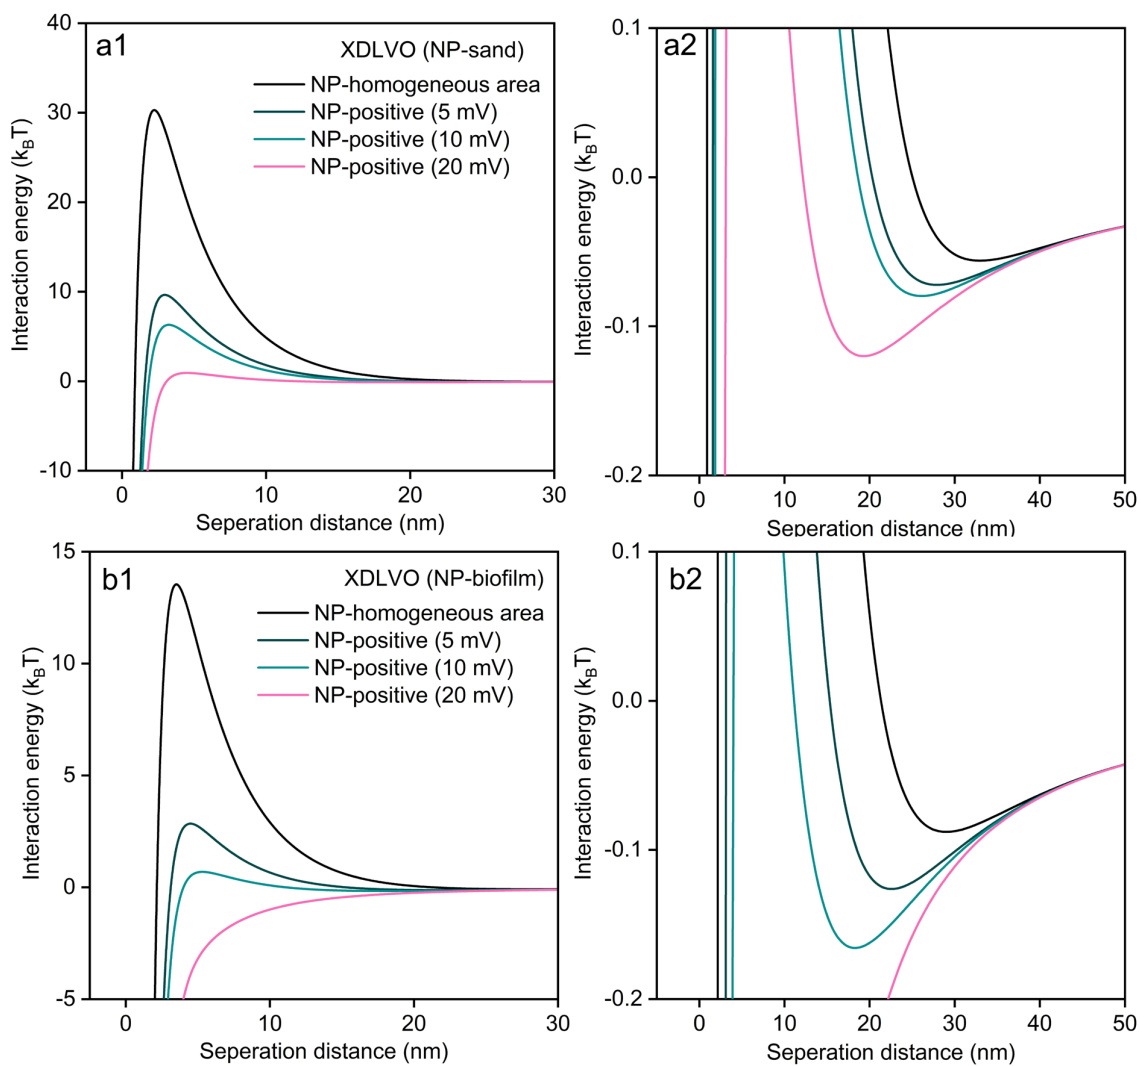 a1
XDLVO (NP-sand)
NP-homogeneous area
NP-positive (5 mV)
NP-positive (10 mV)
NP-positive (20 mV)
Interaction energy (kBT)
40
30
20
10
0
-10
0 10 20 30
Seperation distance (nm)
a2
Interaction energy (kBT)
0.1
0.0
-0.1
-0.2
0 10 20 30 40 50
Seperation distance (nm)
b1
XDLVO (NP-biofilm)
NP-homogeneous area
NP-positive (5 mV)
NP-positive (10 mV)
NP-positive (20 mV)
Interaction energy (kBT)
15
10
5
0
-5
0 10 20 30
Seperation distance (nm)
b2
Interaction energy (kBT)
0.1
0.0
-0.1
-0.2
0 10 20 30 40 50
Seperation distance (nm)